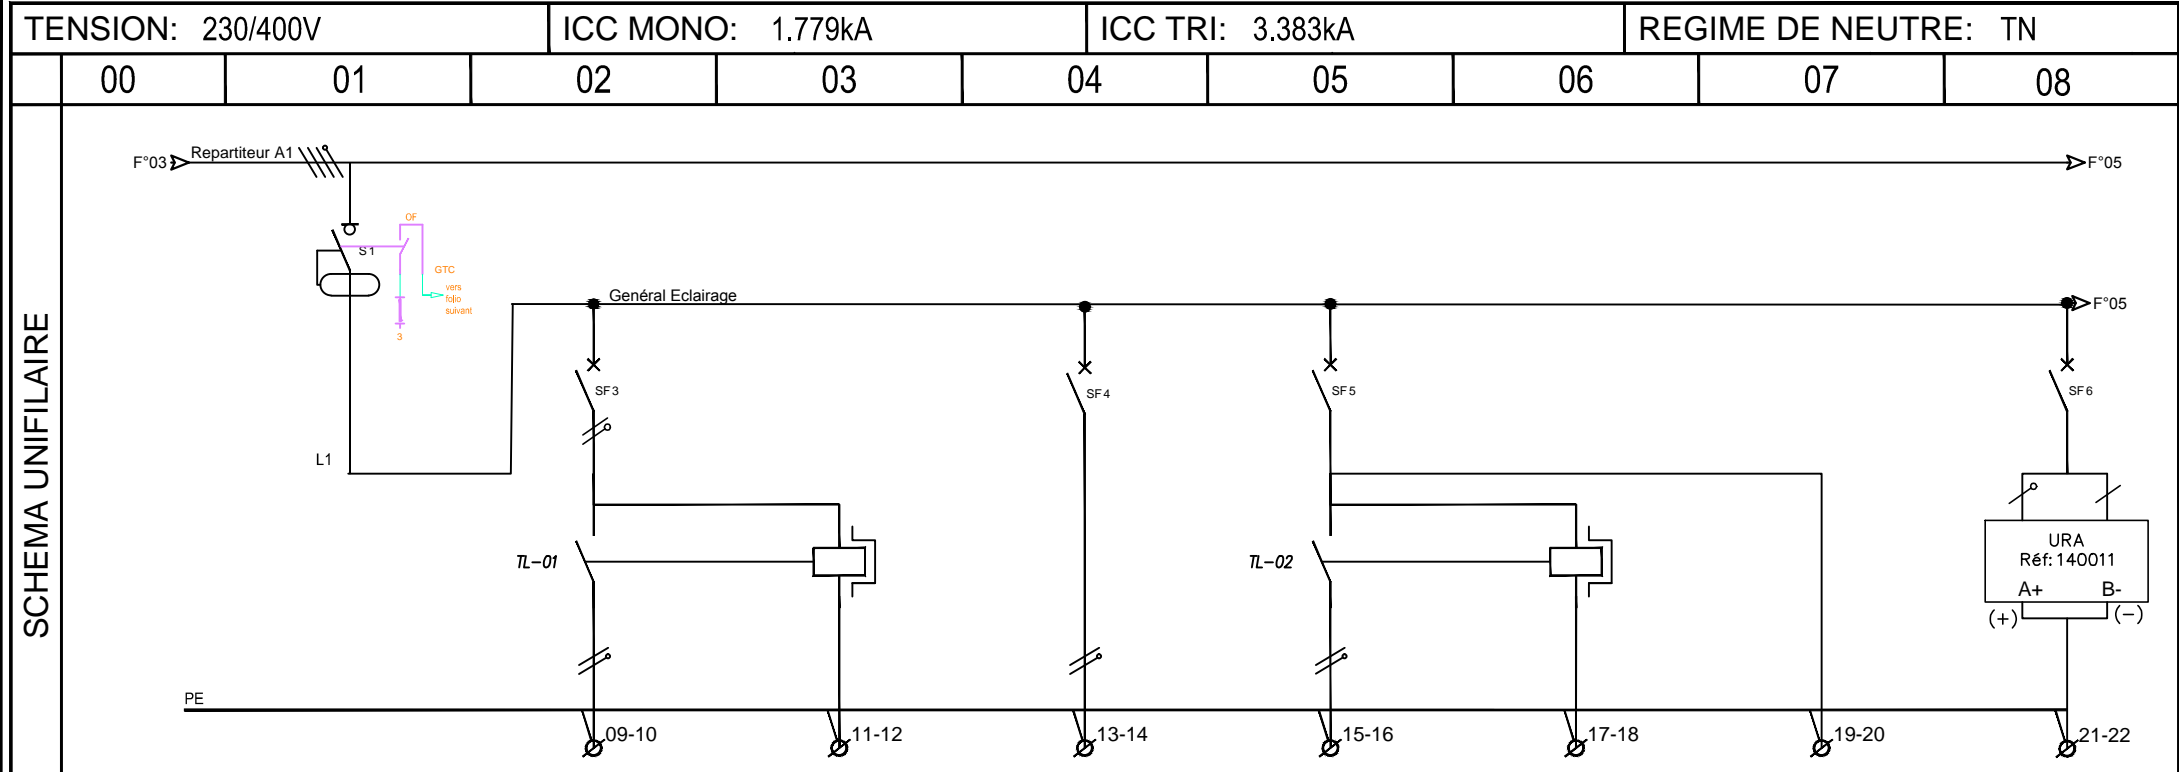 TENSION: 230/400V ICC MONO: 1.779kA ICC TRI: 3.383kA REGIME DE NEUTRE: TN
00 01 02 03 04 05 06 07 08
SCHEMA UNIFILAIRE
F°03 Repartiteur A1 F°05
OF
S1
GTC
vers
folio
suivant
3
Genéral Eclairage F°05
SF3 SF4 SF5 SF6
L1
TL-01 TL-02
URA
Réf: 140011
A+ B-
(+) (-)
PE
09-10 11-12 13-14 15-16 17-18 19-20 21-22